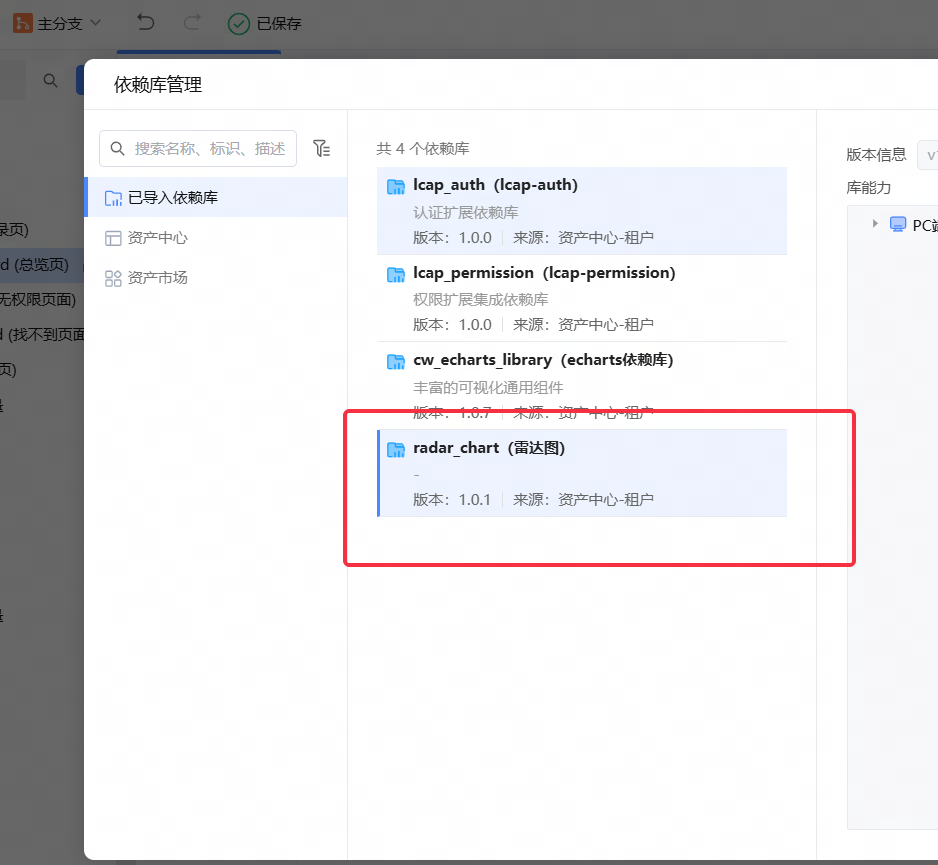 主分支
已保存
依赖库管理
搜索名称、标识、描述
已导入依赖库
资产中心
资产市场
共 4 个依赖库
lcap_auth（lcap-auth）
认证扩展依赖库
版本：1.0.0 来源：资产中心-租户
lcap_permission（lcap-permission）
权限扩展集成依赖库
版本：1.0.0 来源：资产中心-租户
cw_echarts_library（echarts依赖库）
丰富的可视化通用组件
版本：1.0.7 来源：资产中心-租户
radar_chart（雷达图）
-
版本：1.0.1 来源：资产中心-租户
版本信息
v
库能力
PC端
录页)
d (总览页)
无权限页面)
d (找不到页面
页)